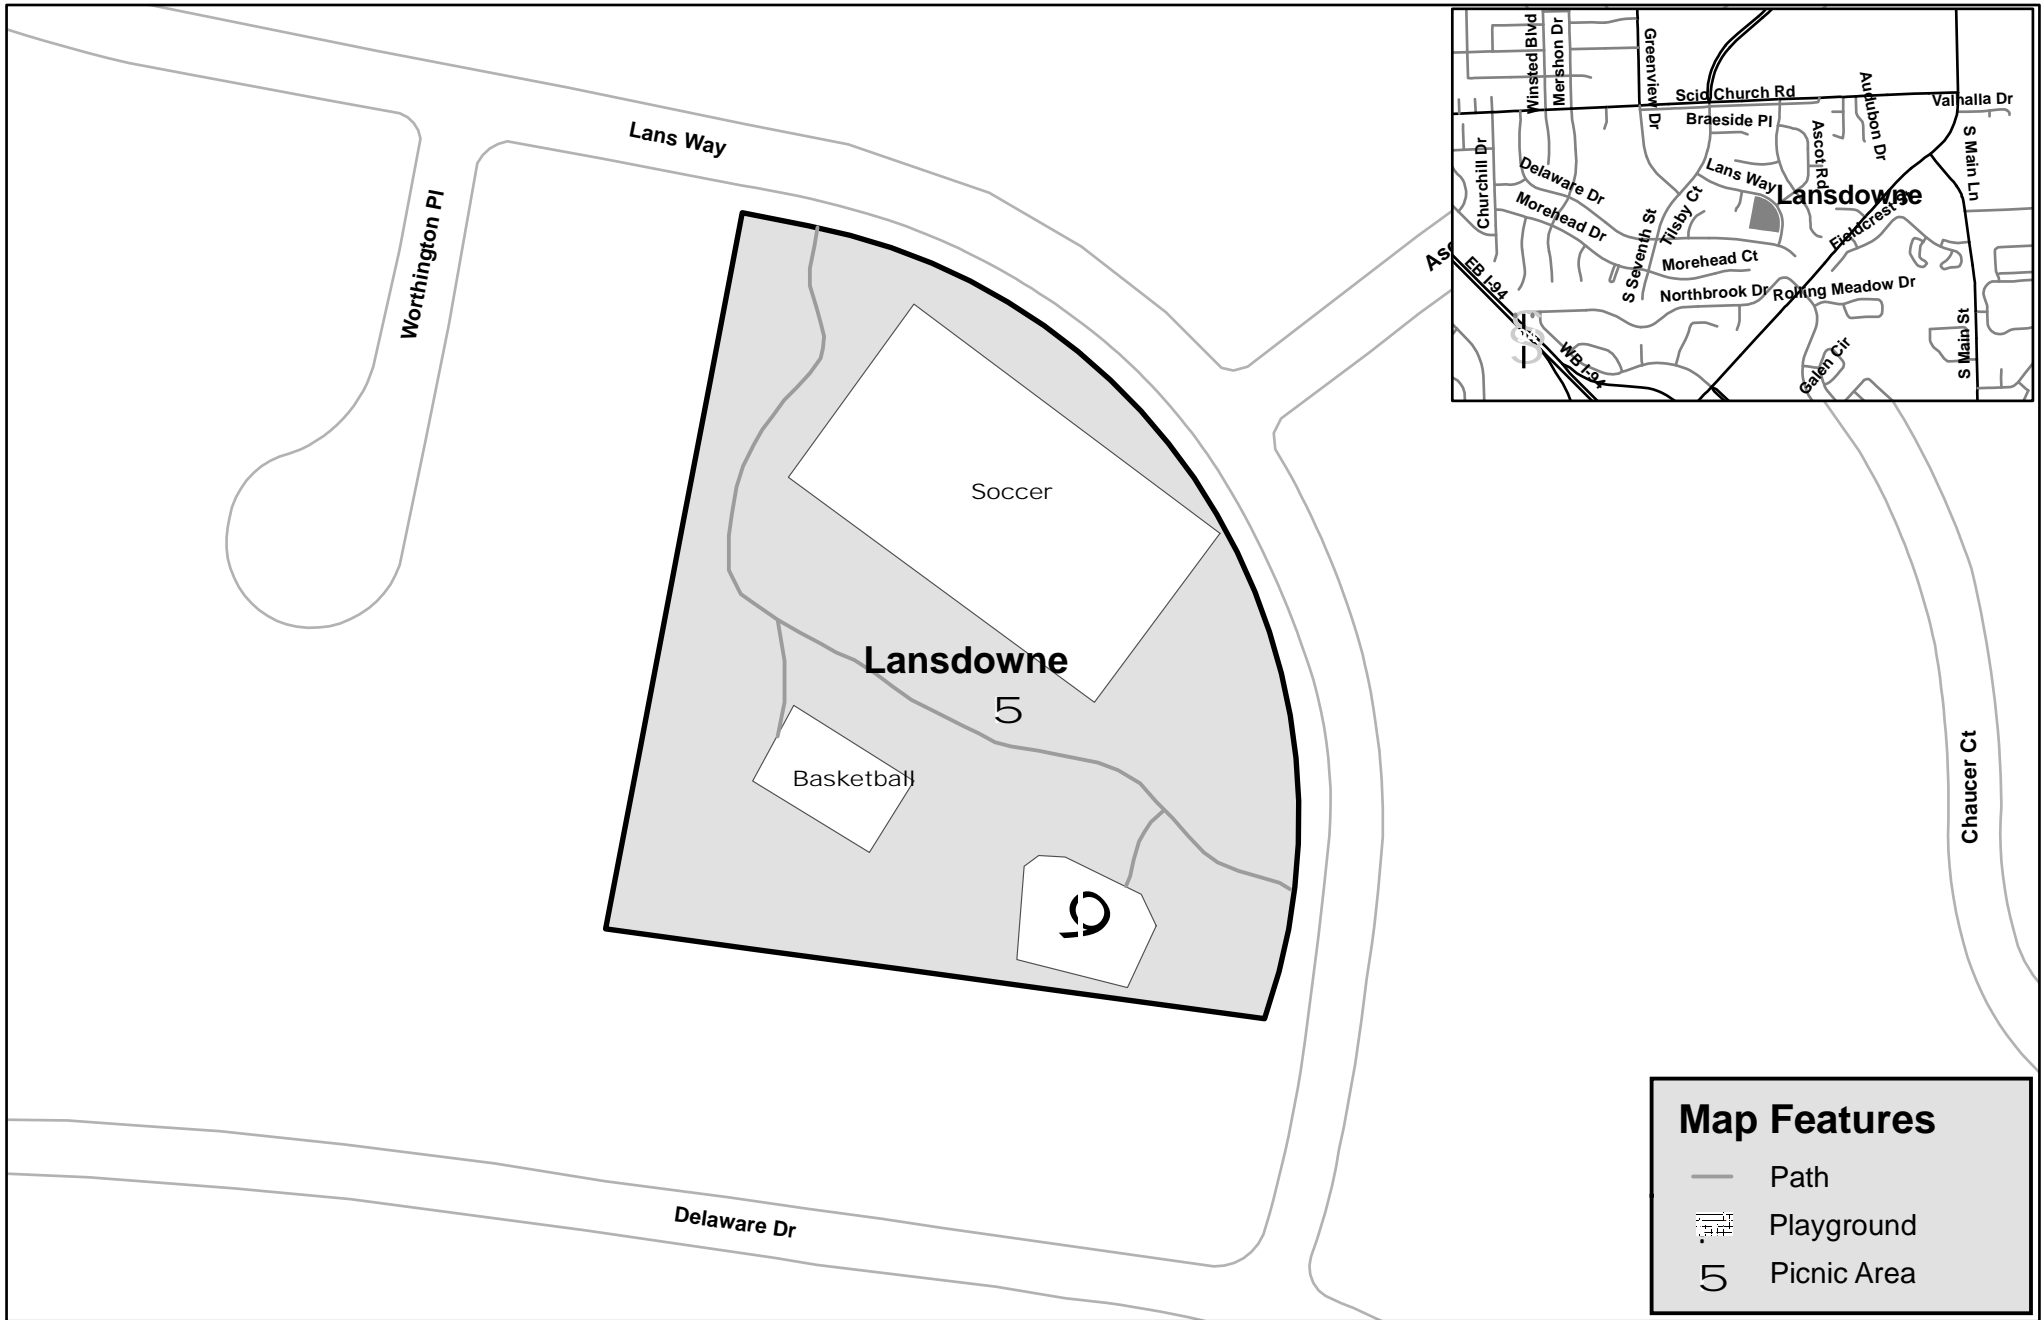 Lans Way
Worthington Pl
Soccer
Lansdowne
5
Basketball
Delaware Dr
Chaucer Ct
Winsted Blvd
Mershon Dr
Greenview Dr
Scio Church Rd
Audubon Dr
Valhalla Dr
Braeside Pl
Ascot Rd
S Main Ln
Churchill Dr
Delaware Dr
Lans Way
Lansdowne
Morehead Dr
Tilsby Ct
S Seventh St
Morehead Ct
EB I-94
Northbrook Dr
Rolling Meadow Dr
WB I-94
Galen Cir
S Main St
Map Features
Path
Playground
5 Picnic Area